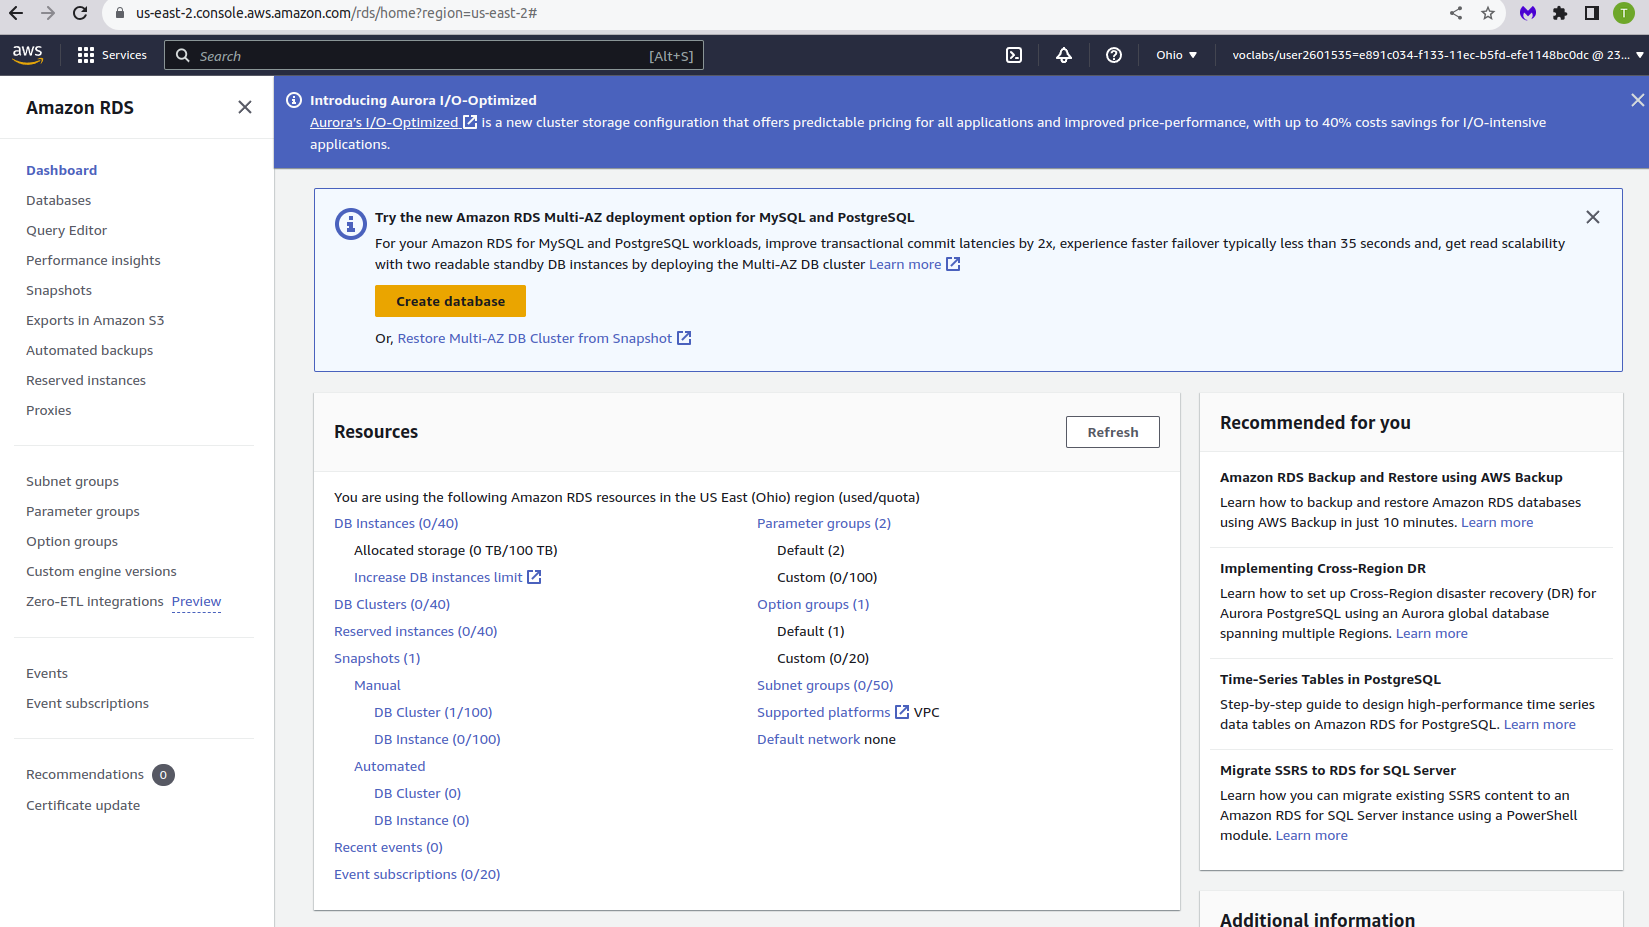 us-east-2.console.aws.amazon.com/rds/home?region=us-east-2#
T
aws
Services
Search
[Alt+S]
Ohio
voclabs/user2601535=e891c034-f133-11ec-b5fd-efe1148bc0dc @ 23...
Amazon RDS
Dashboard
Databases
Query Editor
Performance insights
Snapshots
Exports in Amazon S3
Automated backups
Reserved instances
Proxies
Subnet groups
Parameter groups
Option groups
Custom engine versions
Zero-ETL integrations Preview
Events
Event subscriptions
Recommendations 0
Certificate update
Introducing Aurora I/O-Optimized
Aurora's I/O-Optimized is a new cluster storage configuration that offers predictable pricing for all applications and improved price-performance, with up to 40% costs savings for I/O-intensive
applications.
Try the new Amazon RDS Multi-AZ deployment option for MySQL and PostgreSQL
For your Amazon RDS for MySQL and PostgreSQL workloads, improve transactional commit latencies by 2x, experience faster failover typically less than 35 seconds and, get read scalability
with two readable standby DB instances by deploying the Multi-AZ DB cluster Learn more
Create database
Or, Restore Multi-AZ DB Cluster from Snapshot
Resources
Refresh
You are using the following Amazon RDS resources in the US East (Ohio) region (used/quota)
DB Instances (0/40)
Allocated storage (0 TB/100 TB)
Increase DB instances limit
DB Clusters (0/40)
Reserved instances (0/40)
Snapshots (1)
Manual
DB Cluster (1/100)
DB Instance (0/100)
Automated
DB Cluster (0)
DB Instance (0)
Recent events (0)
Event subscriptions (0/20)
Parameter groups (2)
Default (2)
Custom (0/100)
Option groups (1)
Default (1)
Custom (0/20)
Subnet groups (0/50)
Supported platforms VPC
Default network none
Recommended for you
Amazon RDS Backup and Restore using AWS Backup
Learn how to backup and restore Amazon RDS databases
using AWS Backup in just 10 minutes. Learn more
Implementing Cross-Region DR
Learn how to set up Cross-Region disaster recovery (DR) for
Aurora PostgreSQL using an Aurora global database
spanning multiple Regions. Learn more
Time-Series Tables in PostgreSQL
Step-by-step guide to design high-performance time series
data tables on Amazon RDS for PostgreSQL. Learn more
Migrate SSRS to RDS for SQL Server
Learn how you can migrate existing SSRS content to an
Amazon RDS for SQL Server instance using a PowerShell
module. Learn more
Additional information